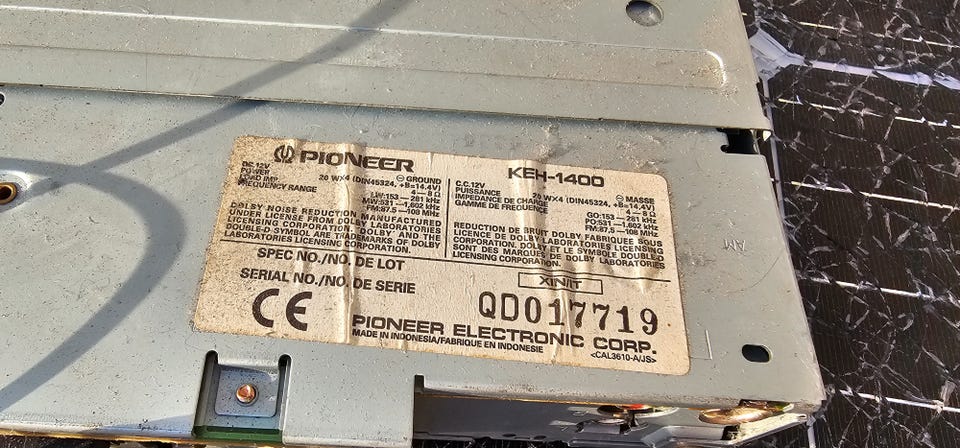 PIONEER KEH-1400
DC 12V ⊖ GROUND
POWER 20 WX4 (DIN45324, +B=14.4V)
LOAD IMP. 4–8 Ω
FREQUENCY RANGE LW:153 — 281 kHz
MW:531 —1,602 kHz
FM:87.5—108 MHz
DOLBY NOISE REDUCTION MANUFACTURED
UNDER LICENSE FROM DOLBY LABORATORIES
LICENSING CORPORATION. DOLBY AND THE
DOUBLE-D-SYMBOL ARE TRADEMARKS OF DOLBY
LABORATORIES LICENSING CORPORATION.
C.C. 12V ⊖ MASSE
PUISSANCE WX4 (DIN45324, +B=14,4V)
IMPEDANCE DE CHARGE 4–8 Ω
GAMME DE FREQUENCE GO:153 — 281 kHz
PO:531 —1.602 kHz
FM:87,5—108 MHz
REDUCTION DE BRUIT DOLBY FABRIQUEE SOUS
LICENCE DE DOLBY LABORATORIES LICENSING
CORPORATION. DOLBY ET LE SYMBOLE DOUBLE-D
SONT DES MARQUES DE DOLBY LABORATORIES
LICENSING CORPORATION.
SPEC NO./NO. DE LOT XIN/IT
SERIAL NO./NO. DE SERIE QD017719
CE PIONEER ELECTRONIC CORP.
MADE IN INDONESIA/FABRIQUE EN INDONESIE <CAL3610-A/JS>
AM